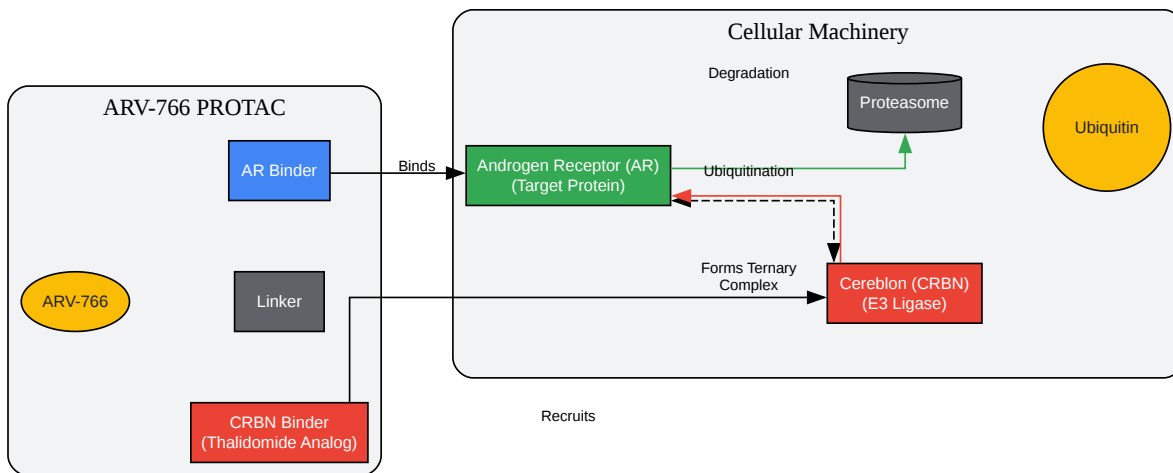 ARV-766 PROTAC
AR Binder
ARV-766
Linker
CRBN Binder
(Thalidomide Analog)
Binds
Recruits
Cellular Machinery
Degradation
Proteasome
Ubiquitin
Androgen Receptor (AR)
(Target Protein)
Ubiquitination
Forms Ternary
Complex
Cereblon (CRBN)
(E3 Ligase)